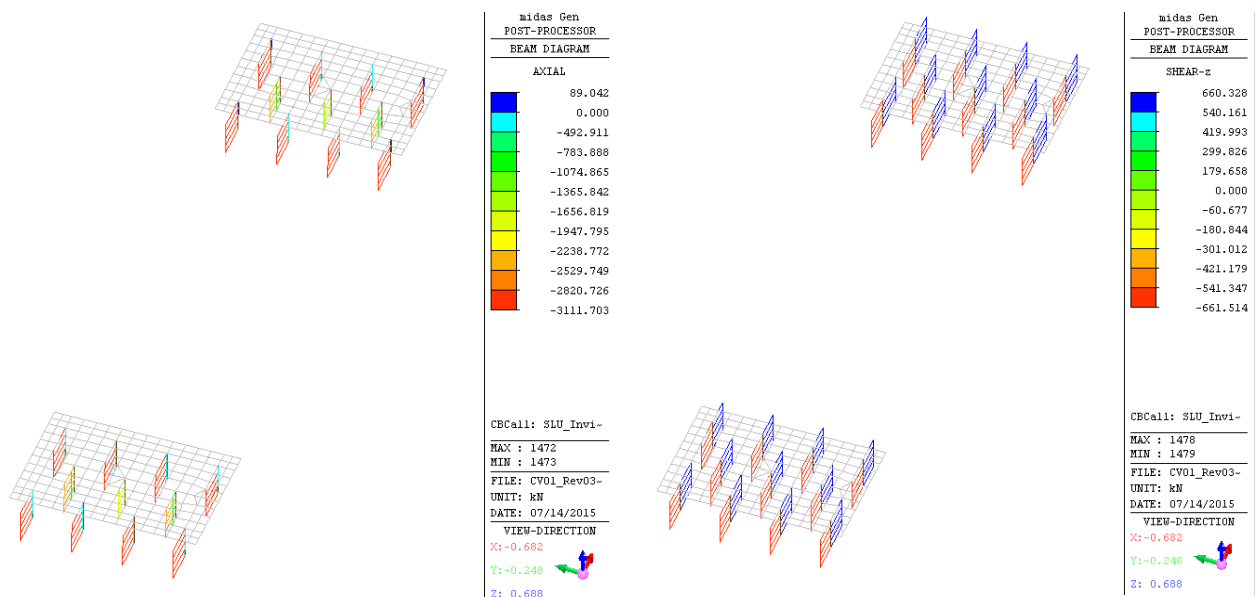 midas Gen
POST-PROCESSOR
BEAM DIAGRAM
AXIAL
89.042
0.000
-492.911
-783.888
-1074.865
-1365.842
-1656.819
-1947.795
-2238.772
-2529.749
-2820.726
-3111.703
CBCall: SLU_Invi~
MAX : 1472
MIN : 1473
FILE: CV01_Rev03~
UNIT: kN
DATE: 07/14/2015
VIEW-DIRECTION
X:-0.682
Y:-0.248
Z: 0.688
midas Gen
POST-PROCESSOR
BEAM DIAGRAM
SHEAR-z
660.328
540.161
419.993
299.826
179.658
0.000
-60.677
-180.844
-301.012
-421.179
-541.347
-661.514
CBCall: SLU_Invi~
MAX : 1478
MIN : 1479
FILE: CV01_Rev03~
UNIT: kN
DATE: 07/14/2015
VIEW-DIRECTION
X:-0.682
Y:-0.248
Z: 0.688